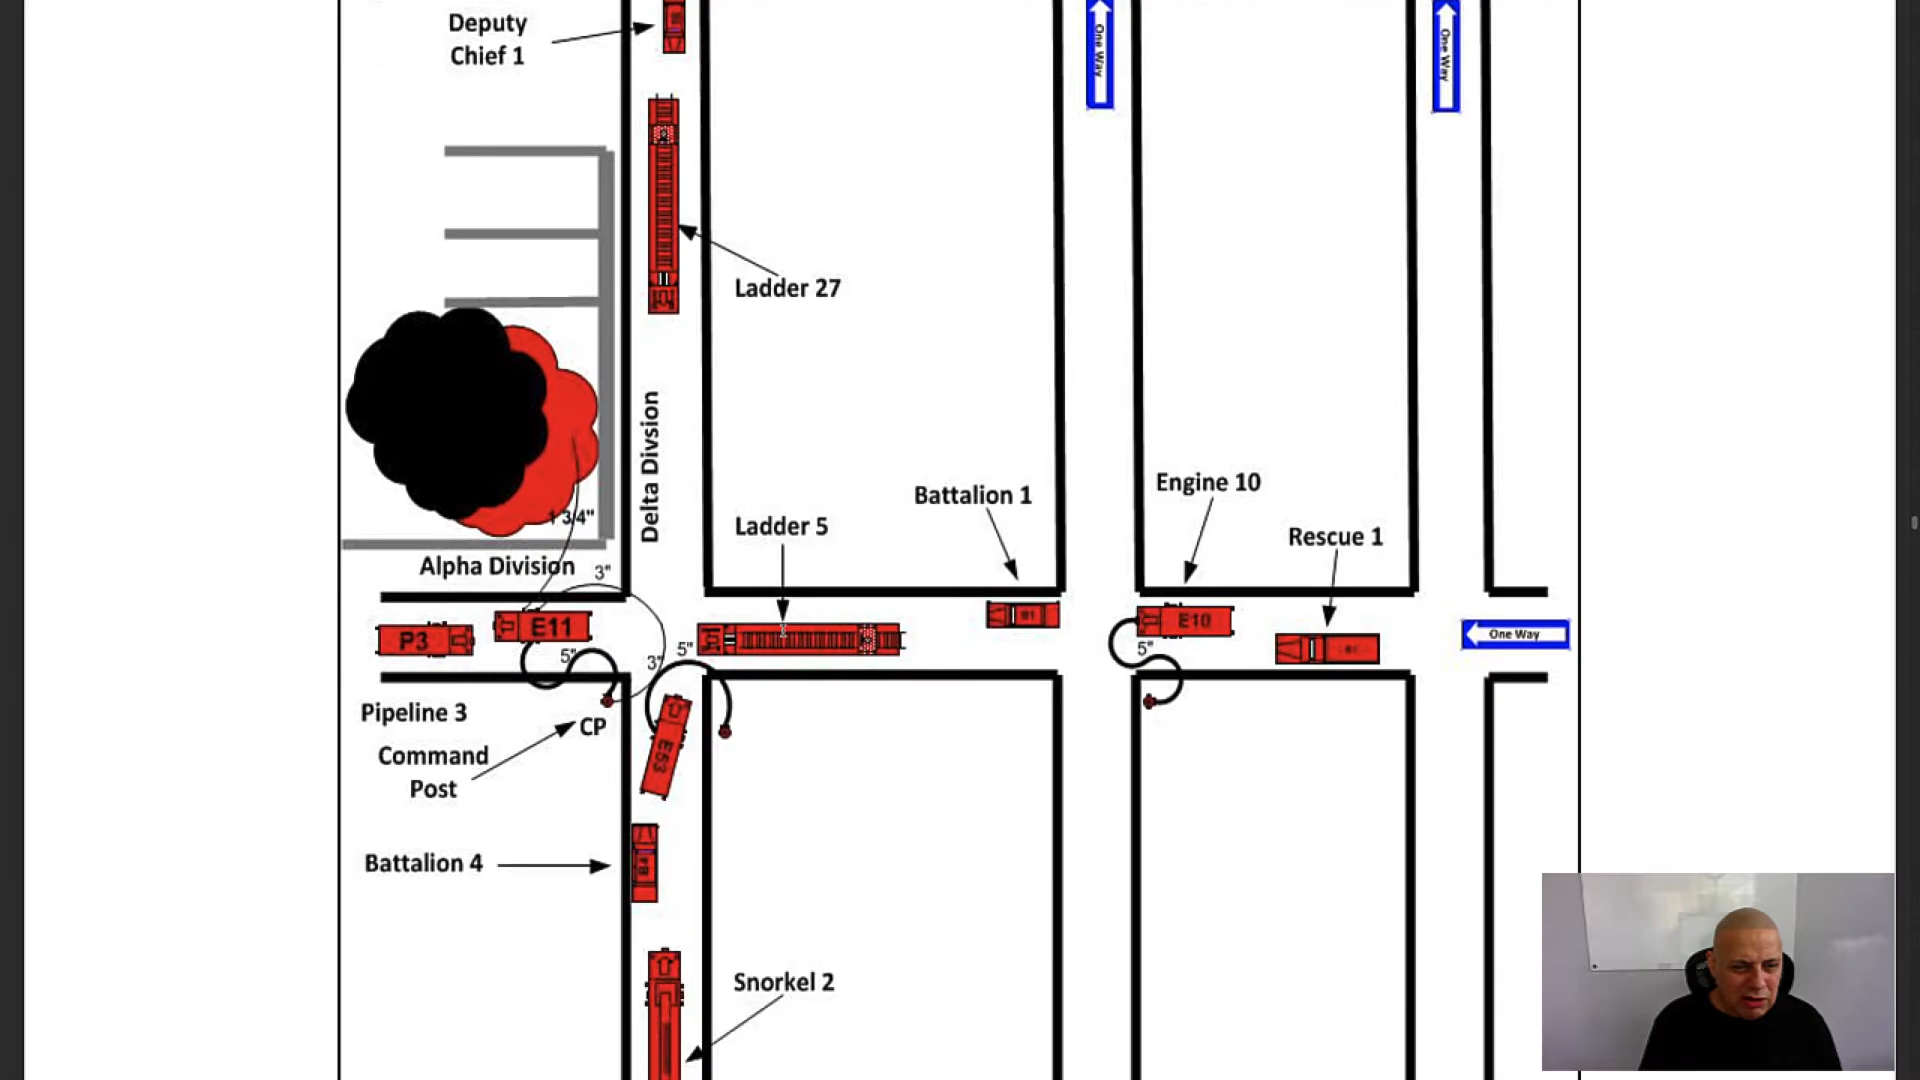 Deputy
Chief 1
One Way
One Way
Ladder 27
Delta Divsion
Battalion 1
Engine 10
Ladder 5
Rescue 1
1 3/4"
Alpha Division
3"
P3
E11
B1
E10
One Way
5"
3"
5"
5"
Pipeline 3
CP
Command
Post
E53
Battalion 4
Snorkel 2